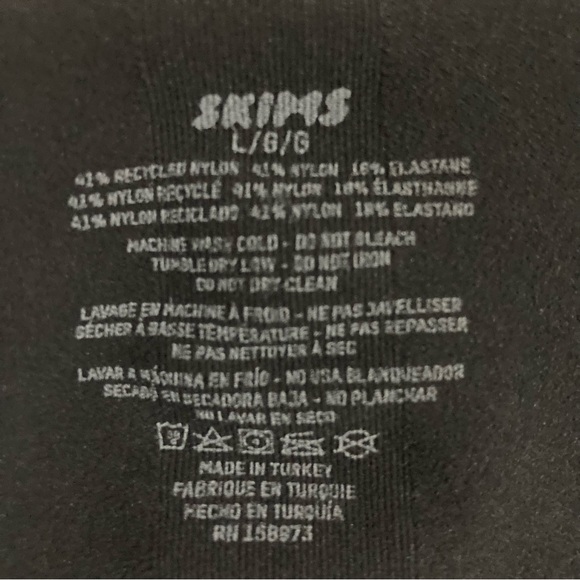 SKIMS
L/G/G
41% RECYCLED NYLON 41% NYLON 18% ELASTANE
41% NYLON RECYCLÉ 41% NYLON 18% ÉLASTHANNE
41% NYLON RECICLADO 41% NYLON 18% ELASTANO
MACHINE WASH COLD - DO NOT BLEACH
TUMBLE DRY LOW - DO NOT IRON
DO NOT DRY CLEAN
LAVAGE EN MACHINE À FROID - NE PAS JAVELLISER
SÉCHER À BASSE TEMPÉRATURE - NE PAS REPASSER
NE PAS NETTOYER À SEC
LAVAR A MÁQUINA EN FRÍO - NO USA BLANQUEADOR
SECADO EN SECADORA BAJA - NO PLANCHAR
NO LAVAR EN SECO
MADE IN TURKEY
FABRIQUE EN TURQUIE
HECHO EN TURQUÍA
RN 158973